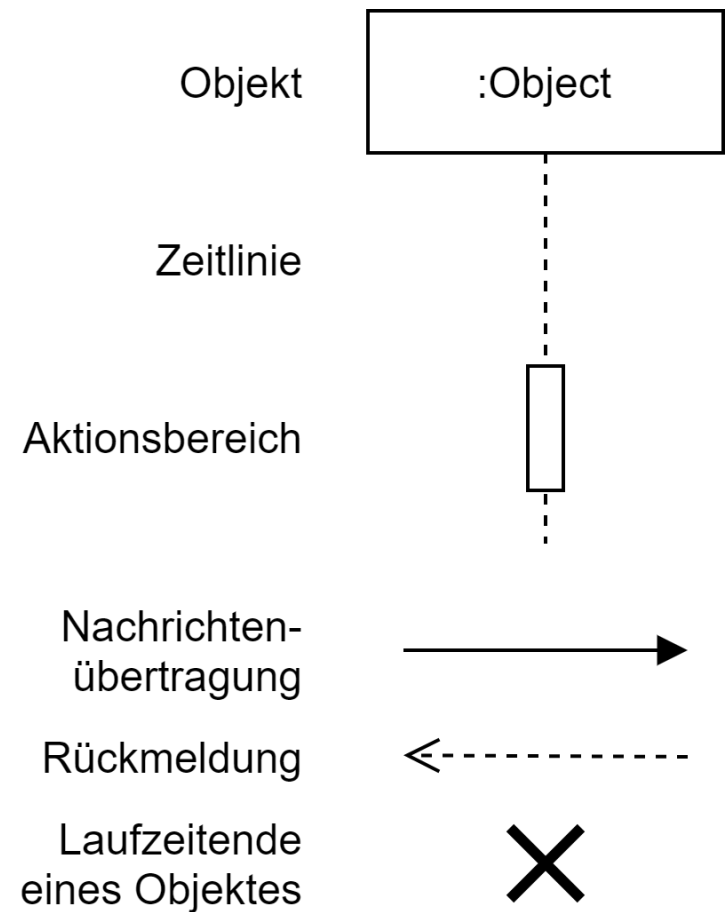 Objekt
:Object
Zeitlinie
Aktionsbereich
Nachrichten-
übertragung
Rückmeldung
Laufzeitende
eines Objektes